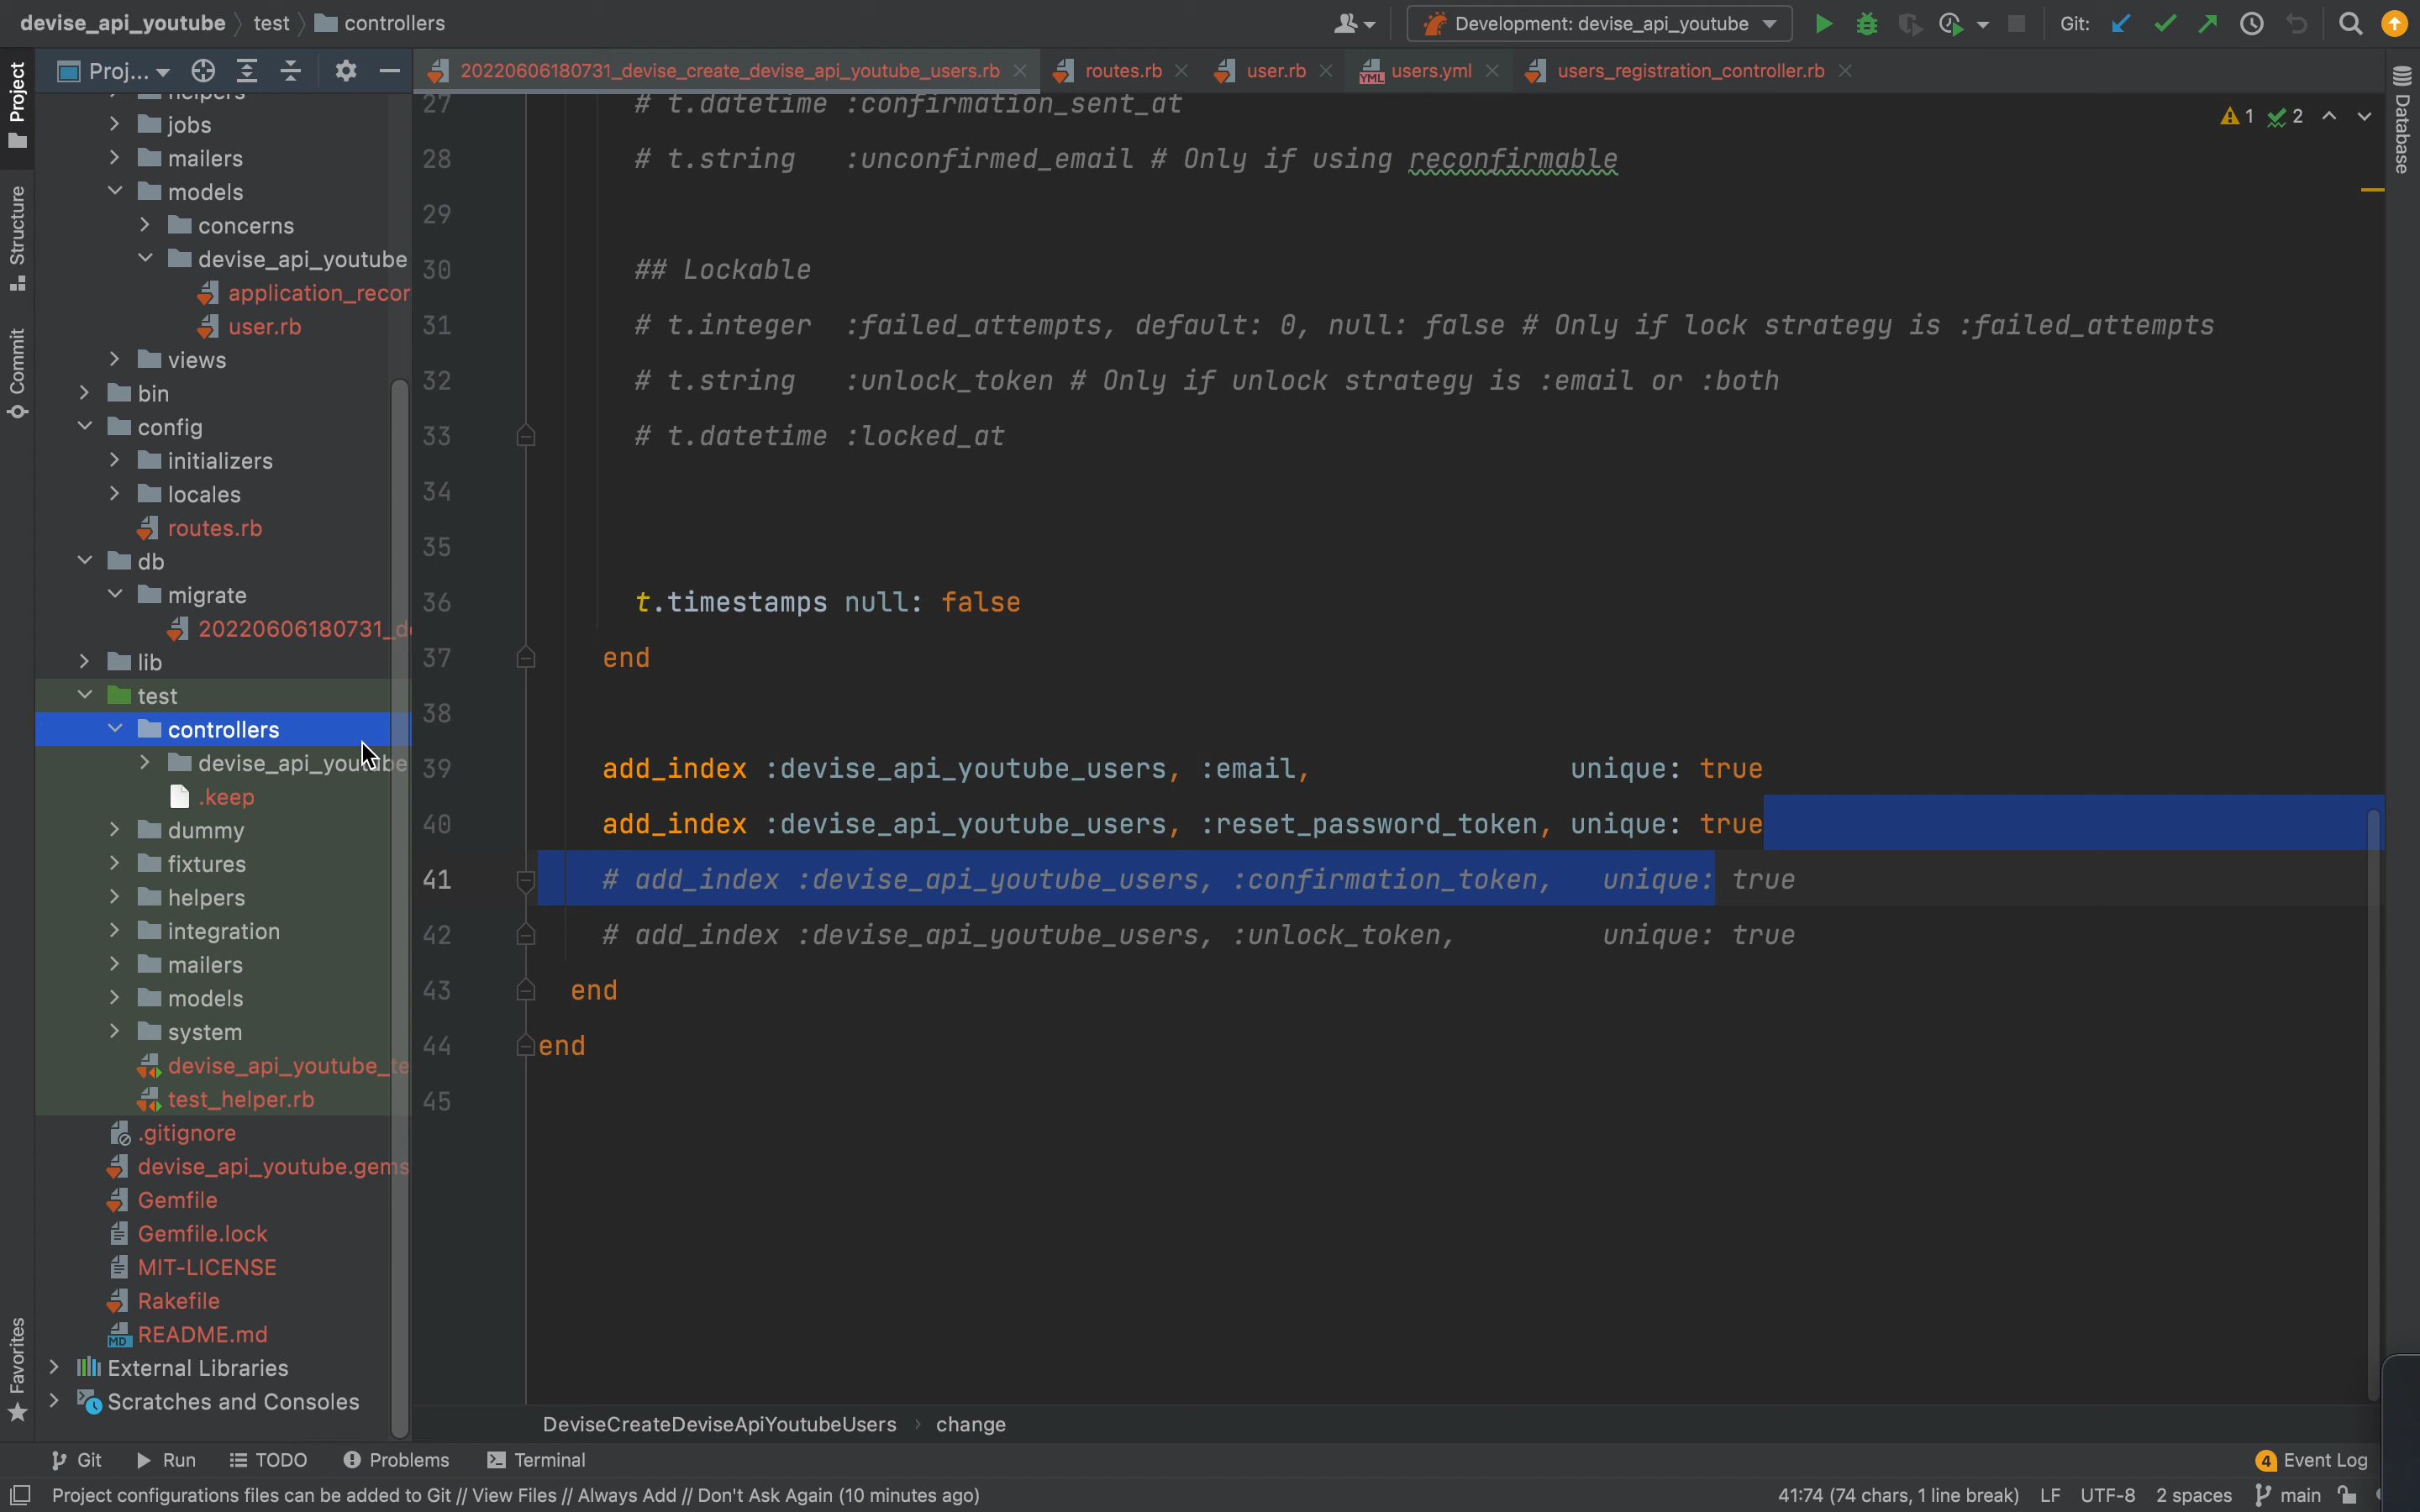 devise_api_youtube test controllers Development: devise_api_youtube Git:
Proj... 20220606180731_devise_create_devise_api_youtube_users.rb routes.rb user.rb users.yml users_registration_controller.rb
Project
Structure
Commit
Favorites
Database
helpers
jobs
mailers
models
concerns
devise_api_youtube
application_recor
user.rb
views
bin
config
initializers
locales
routes.rb
db
migrate
20220606180731_d
lib
test
controllers
devise_api_youtube
.keep
dummy
fixtures
helpers
integration
mailers
models
system
devise_api_youtube_te
test_helper.rb
.gitignore
devise_api_youtube.gems
Gemfile
Gemfile.lock
MIT-LICENSE
Rakefile
README.md
External Libraries
Scratches and Consoles
1 2
27 # t.datetime :confirmation_sent_at
28 # t.string :unconfirmed_email # Only if using reconfirmable
29
30 ## Lockable
31 # t.integer :failed_attempts, default: 0, null: false # Only if lock strategy is :failed_attempts
32 # t.string :unlock_token # Only if unlock strategy is :email or :both
33 # t.datetime :locked_at
34
35
36 t.timestamps null: false
37 end
38
39 add_index :devise_api_youtube_users, :email, unique: true
40 add_index :devise_api_youtube_users, :reset_password_token, unique: true
41 # add_index :devise_api_youtube_users, :confirmation_token, unique: true
42 # add_index :devise_api_youtube_users, :unlock_token, unique: true
43 end
44 end
45
DeviseCreateDeviseApiYoutubeUsers › change
Git Run TODO Problems Terminal 4 Event Log
Project configurations files can be added to Git // View Files // Always Add // Don't Ask Again (10 minutes ago) 41:74 (74 chars, 1 line break) LF UTF-8 2 spaces main